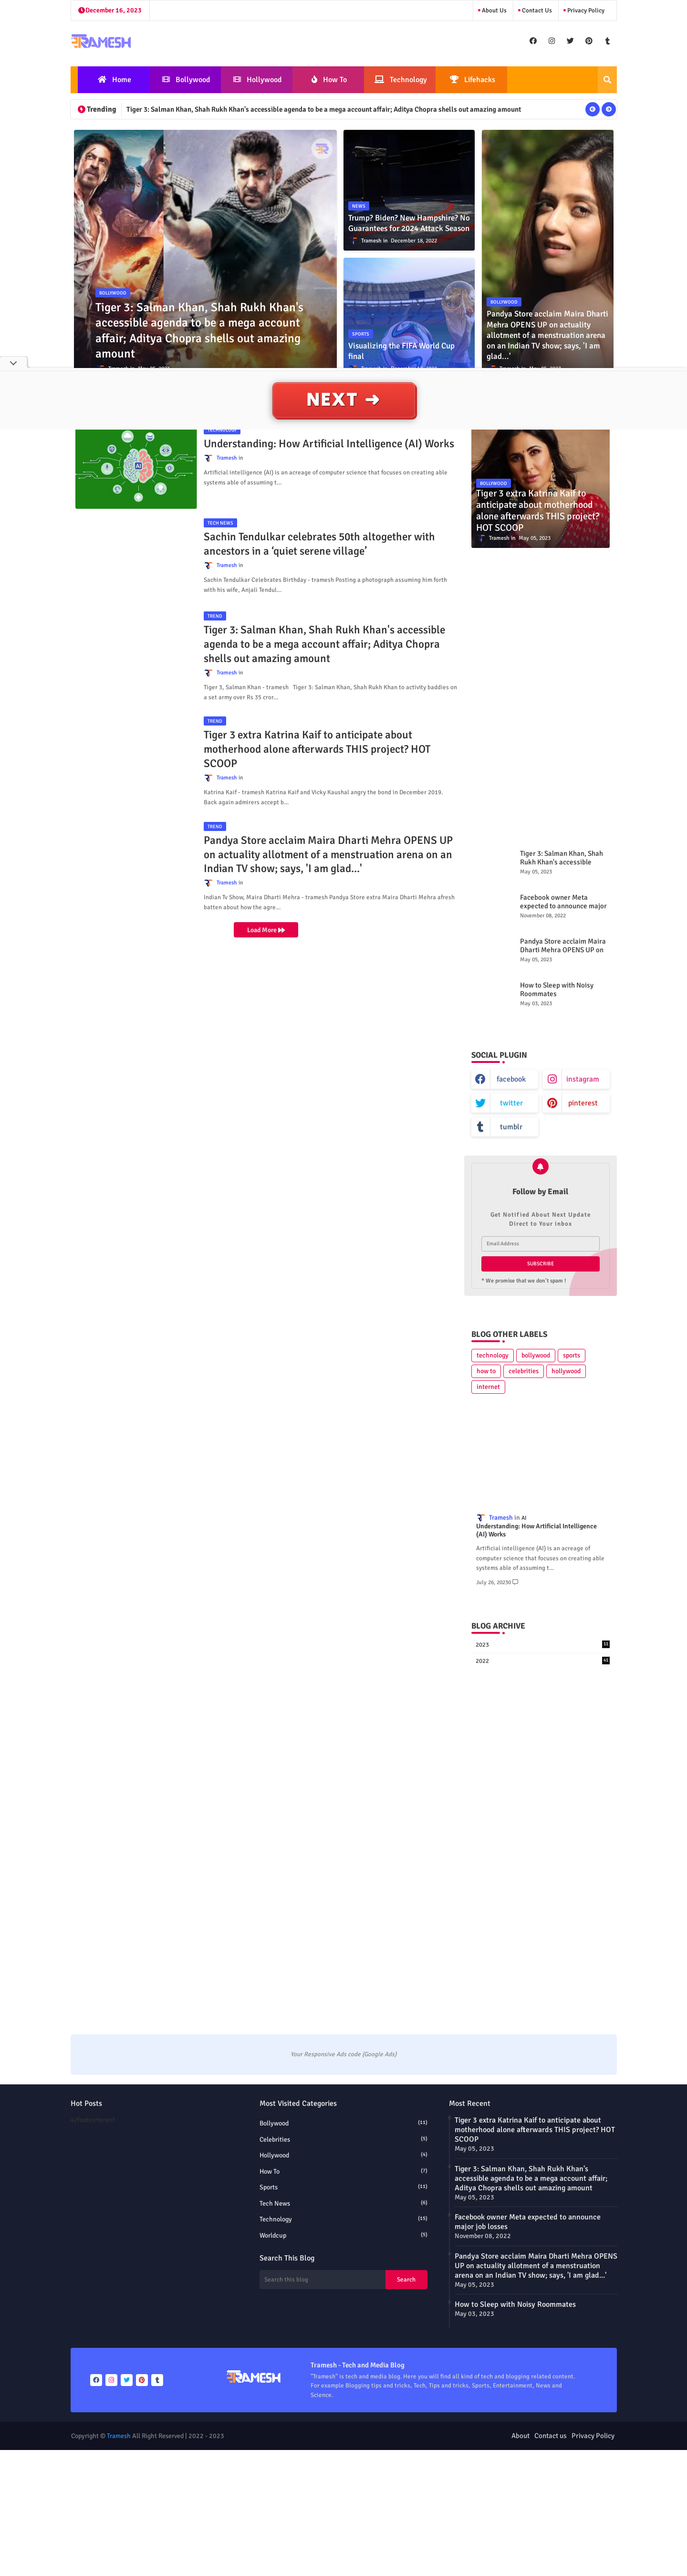 December 16, 2023
About Us
Contact Us
Privacy Policy
TRAMESH
Home
Bollywood
Hollywood
How To
Technology
Lifehacks
Trending
Tiger 3: Salman Khan, Shah Rukh Khan's accessible agenda to be a mega account affair; Aditya Chopra shells out amazing amount
BOLLYWOOD
Tiger 3: Salman Khan, Shah Rukh Khan's
accessible agenda to be a mega account
affair; Aditya Chopra shells out amazing
amount
NEWS
Trump? Biden? New Hampshire? No
Guarantees for 2024 Attack Season
Tramesh in December 18, 2022
SPORTS
Visualizing the FIFA World Cup
final
BOLLYWOOD
Pandya Store acclaim Maira Dharti
Mehra OPENS UP on actuality
allotment of a menstruation arena
on an Indian TV show; says, 'I am
glad...'
NEXT ➜
Understanding: How Artificial Intelligence (AI) Works
Tramesh in
Artificial intelligence (AI) is an acreage of computer science that focuses on creating able
systems able of assuming t…
TECH NEWS
Sachin Tendulkar celebrates 50th altogether with
ancestors in a ‘quiet serene village’
Tramesh in
Sachin Tendulkar Celebrates Birthday - tramesh Posting a photograph assuming him forth
with his wife, Anjali Tendul…
TREND
Tiger 3: Salman Khan, Shah Rukh Khan's accessible
agenda to be a mega account affair; Aditya Chopra
shells out amazing amount
Tramesh in
Tiger 3, Salman Khan - tramesh Tiger 3: Salman Khan, Shah Rukh Khan to activity baddies on
a set army over Rs 35 cror…
TREND
Tiger 3 extra Katrina Kaif to anticipate about
motherhood alone afterwards THIS project? HOT
SCOOP
Tramesh in
Katrina Kaif - tramesh Katrina Kaif and Vicky Kaushal angry the bond in December 2019.
Back again admirers accept b…
TREND
Pandya Store acclaim Maira Dharti Mehra OPENS UP
on actuality allotment of a menstruation arena on an
Indian TV show; says, 'I am glad...'
Tramesh in
Indian Tv Show, Maira Dharti Mehra - tramesh Pandya Store extra Maira Dharti Mehra afresh
batten about how the agre…
Load More
BOLLYWOOD
Tiger 3 extra Katrina Kaif to
anticipate about motherhood
alone afterwards THIS project?
HOT SCOOP
Tramesh in May 05, 2023
Tiger 3: Salman Khan, Shah
Rukh Khan's accessible
May 05, 2023
Facebook owner Meta
expected to announce major
November 08, 2022
Pandya Store acclaim Maira
Dharti Mehra OPENS UP on
May 05, 2023
How to Sleep with Noisy
Roommates
May 03, 2023
SOCIAL PLUGIN
facebook
instagram
twitter
pinterest
tumblr
Follow by Email
Get Notified About Next Update
Direct to Your inbox
Email Address
SUBSCRIBE
* We promise that we don't spam !
BLOG OTHER LABELS
technology
bollywood
sports
how to
celebrities
hollywood
internet
Tramesh in AI
Understanding: How Artificial Intelligence
(AI) Works
Artificial intelligence (AI) is an acreage of
computer science that focuses on creating able
systems able of assuming t…
July 26, 20230
BLOG ARCHIVE
2023
2022
41
Your Responsive Ads code (Google Ads)
Hot Posts
Most Visited Categories
Bollywood (11)
Celebrities (5)
Hollywood (4)
How To (7)
Sports (11)
Tech News (6)
Technology (15)
Worldcup (5)
Search This Blog
Search this blog
Search
Most Recent
Tiger 3 extra Katrina Kaif to anticipate about
motherhood alone afterwards THIS project? HOT
SCOOP
May 05, 2023
Tiger 3: Salman Khan, Shah Rukh Khan's
accessible agenda to be a mega account affair;
Aditya Chopra shells out amazing amount
May 05, 2023
Facebook owner Meta expected to announce
major job losses
November 08, 2022
Pandya Store acclaim Maira Dharti Mehra OPENS
UP on actuality allotment of a menstruation
arena on an Indian TV show; says, 'I am glad...'
May 05, 2023
How to Sleep with Noisy Roommates
May 03, 2023
TRAMESH
Tramesh - Tech and Media Blog
"Tramesh" is tech and media blog. Here you will find all kind of tech and blogging related content.
For example Blogging tips and tricks, Tech, Tips and tricks, Sports, Entertainment, News and
Science.
Copyright © Tramesh All Right Reserved | 2022 - 2023
About
Contact us
Privacy Policy